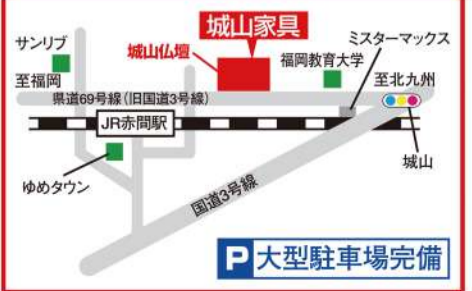 城山家具
サンリブ
城山仏壇
ミスターマックス
福岡教育大学
至福岡
至北九州
県道69号線(旧国道3号線)
JR赤間駅
城山
ゆめタウン
国道3号線
P大型駐車場完備